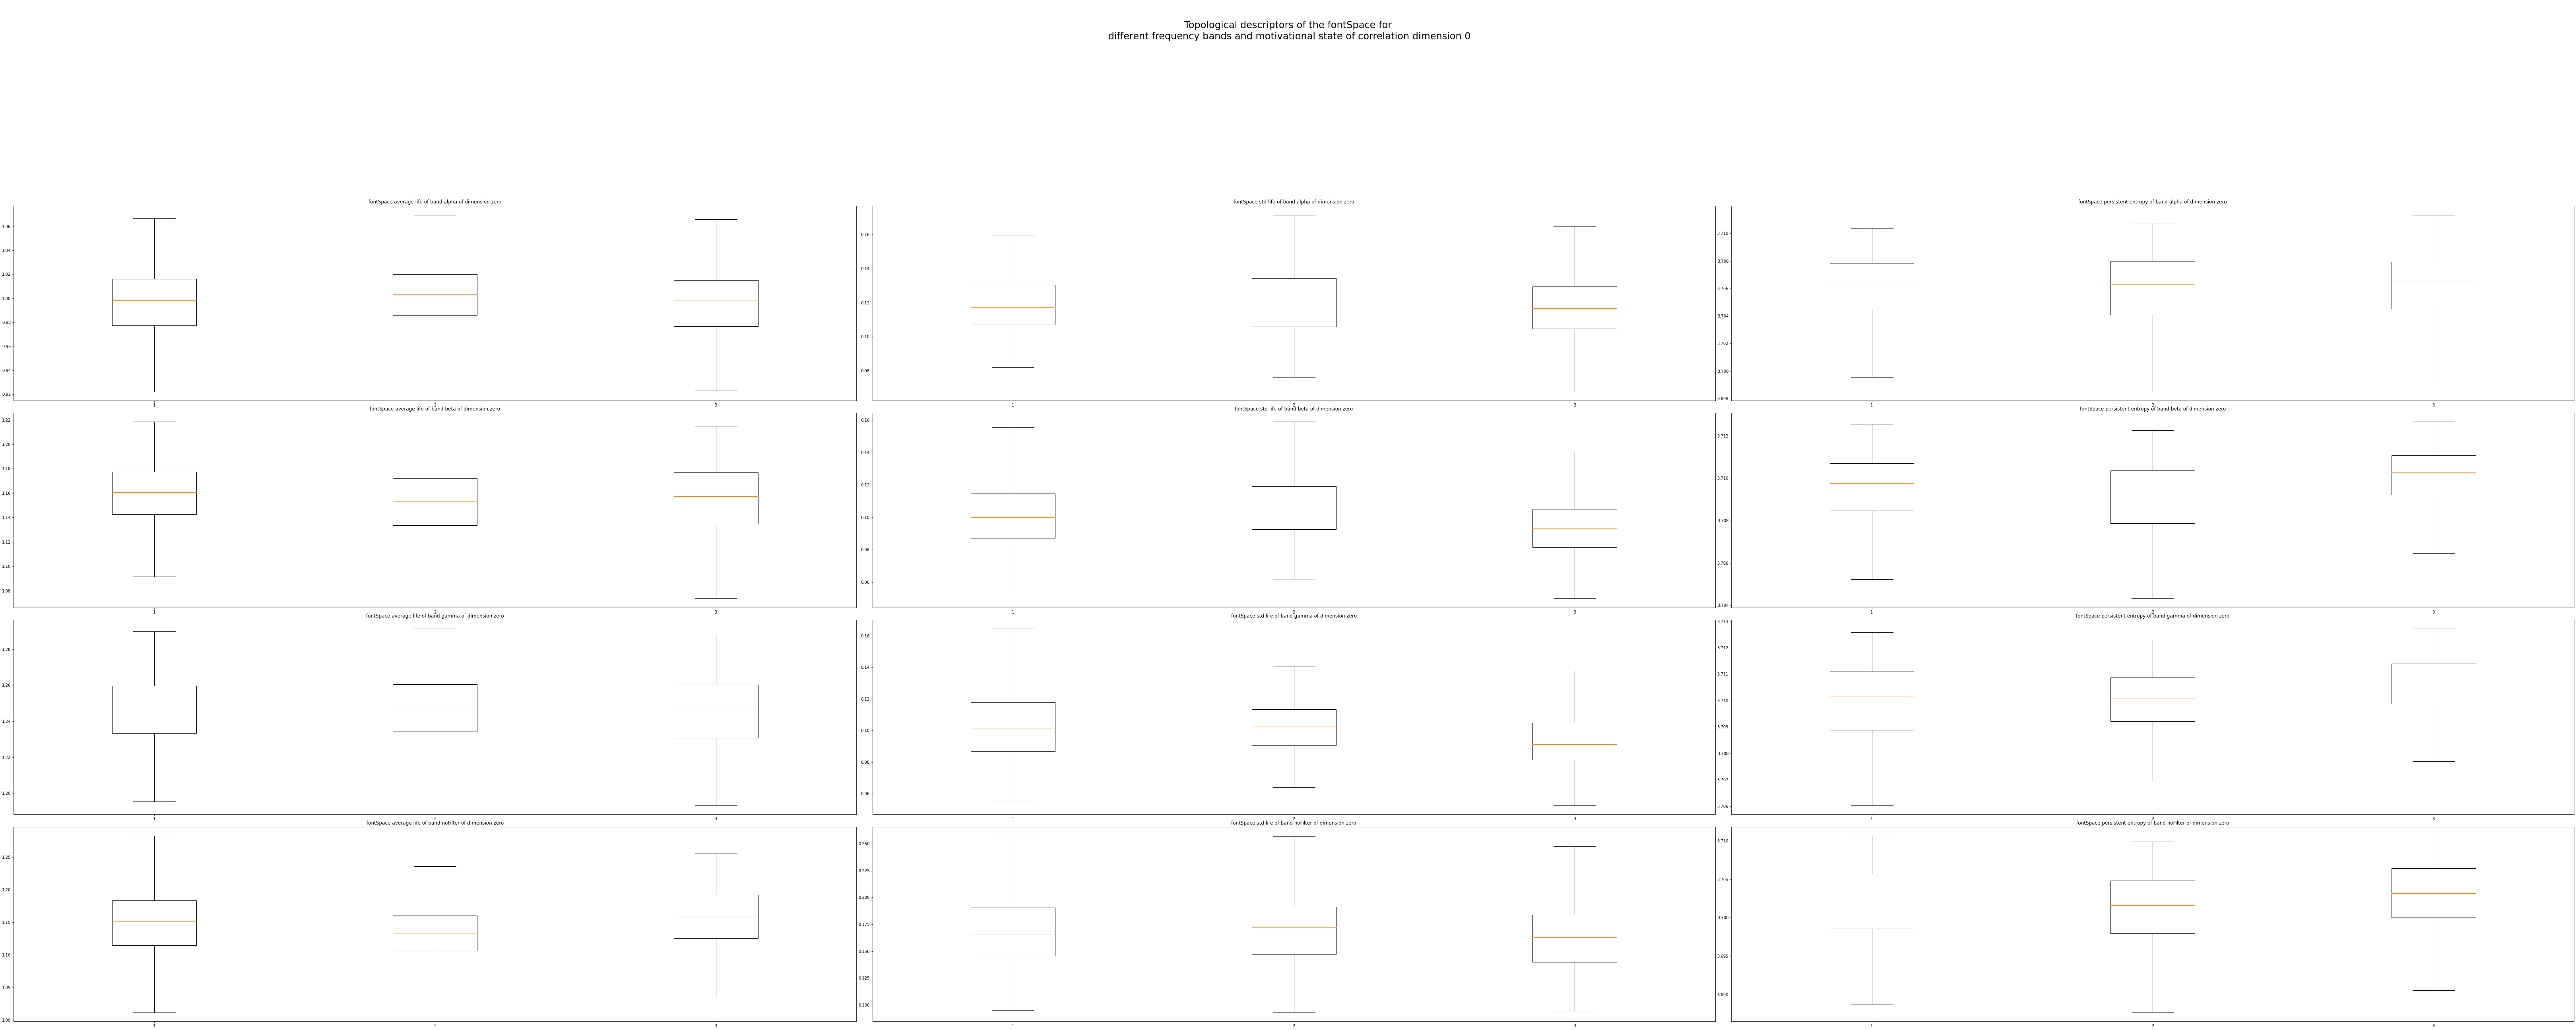 Topological descriptors of the fontSpace for
different frequency bands and motivational state of correlation dimension 0
fontSpace average life of band alpha of dimension zero
1.06
1.04
1.02
1.00
0.98
0.96
0.94
0.92
1 2 3
fontSpace std life of band alpha of dimension zero
0.16
0.14
0.12
0.10
0.08
1 2 3
fontSpace persistent entropy of band alpha of dimension zero
3.710
3.708
3.706
3.704
3.702
3.700
3.698
1 2 3
fontSpace average life of band beta of dimension zero
1.22
1.20
1.18
1.16
1.14
1.12
1.10
1.08
1 2 3
fontSpace std life of band beta of dimension zero
0.16
0.14
0.12
0.10
0.08
0.06
1 2 3
fontSpace persistent entropy of band beta of dimension zero
3.712
3.710
3.708
3.706
3.704
1 2 3
fontSpace average life of band gamma of dimension zero
1.28
1.26
1.24
1.22
1.20
1 2 3
fontSpace std life of band gamma of dimension zero
0.16
0.14
0.12
0.10
0.08
0.06
1 2 3
fontSpace persistent entropy of band gamma of dimension zero
3.713
3.712
3.711
3.710
3.709
3.708
3.707
3.706
1 2 3
fontSpace average life of band nofilter of dimension zero
1.25
1.20
1.15
1.10
1.05
1.00
1 2 3
fontSpace std life of band nofilter of dimension zero
0.250
0.225
0.200
0.175
0.150
0.125
0.100
1 2 3
fontSpace persistent entropy of band nofilter of dimension zero
3.710
3.705
3.700
3.695
3.690
1 2 3